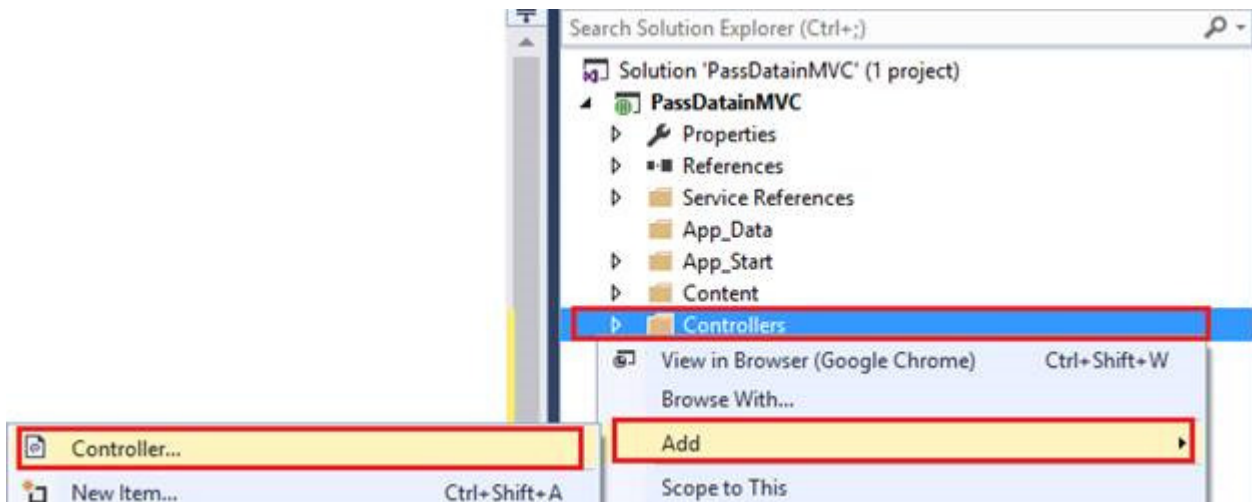 Search Solution Explorer (Ctrl+;)
Solution 'PassDatainMVC' (1 project)
PassDatainMVC
Properties
References
Service References
App_Data
App_Start
Content
Controllers
View in Browser (Google Chrome) Ctrl+Shift+W
Browse With...
Add
Controller...
Scope to This
New Item... Ctrl+Shift+A